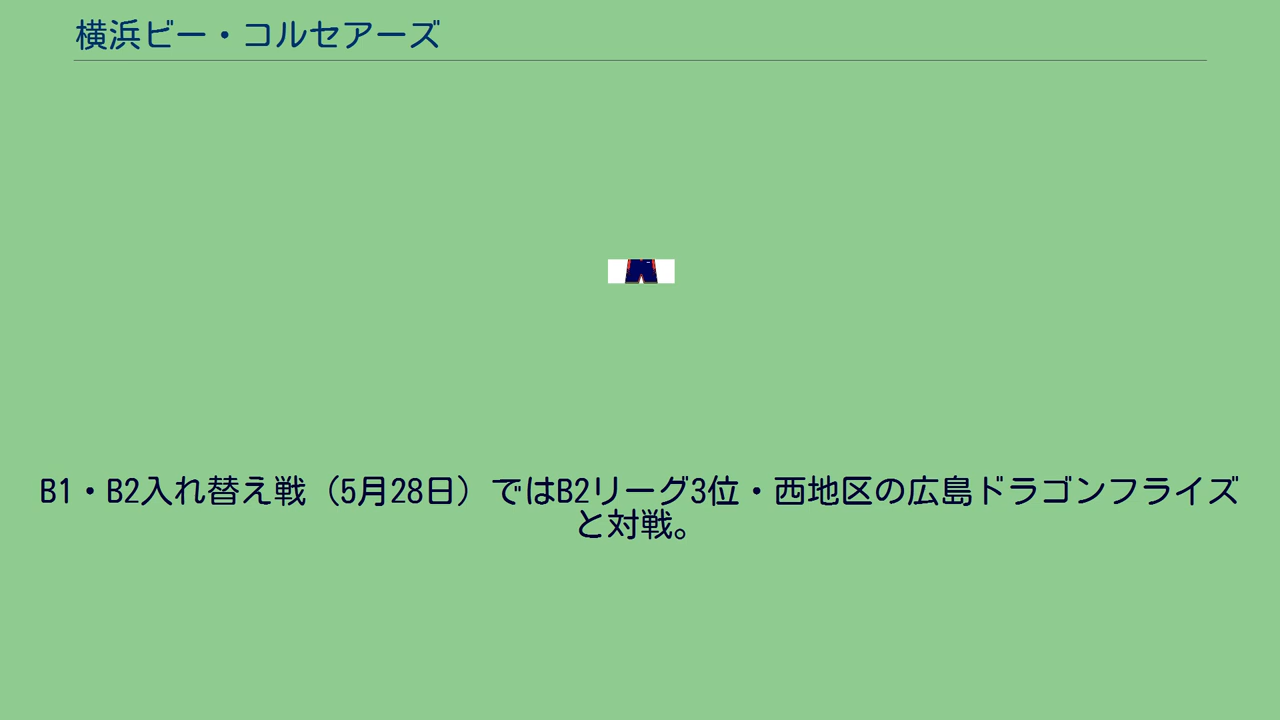 横浜ビー・コルセアーズ
B1・B2入れ替え戦（5月28日）ではB2リーグ3位・西地区の広島ドラゴンフライズ
と対戦。